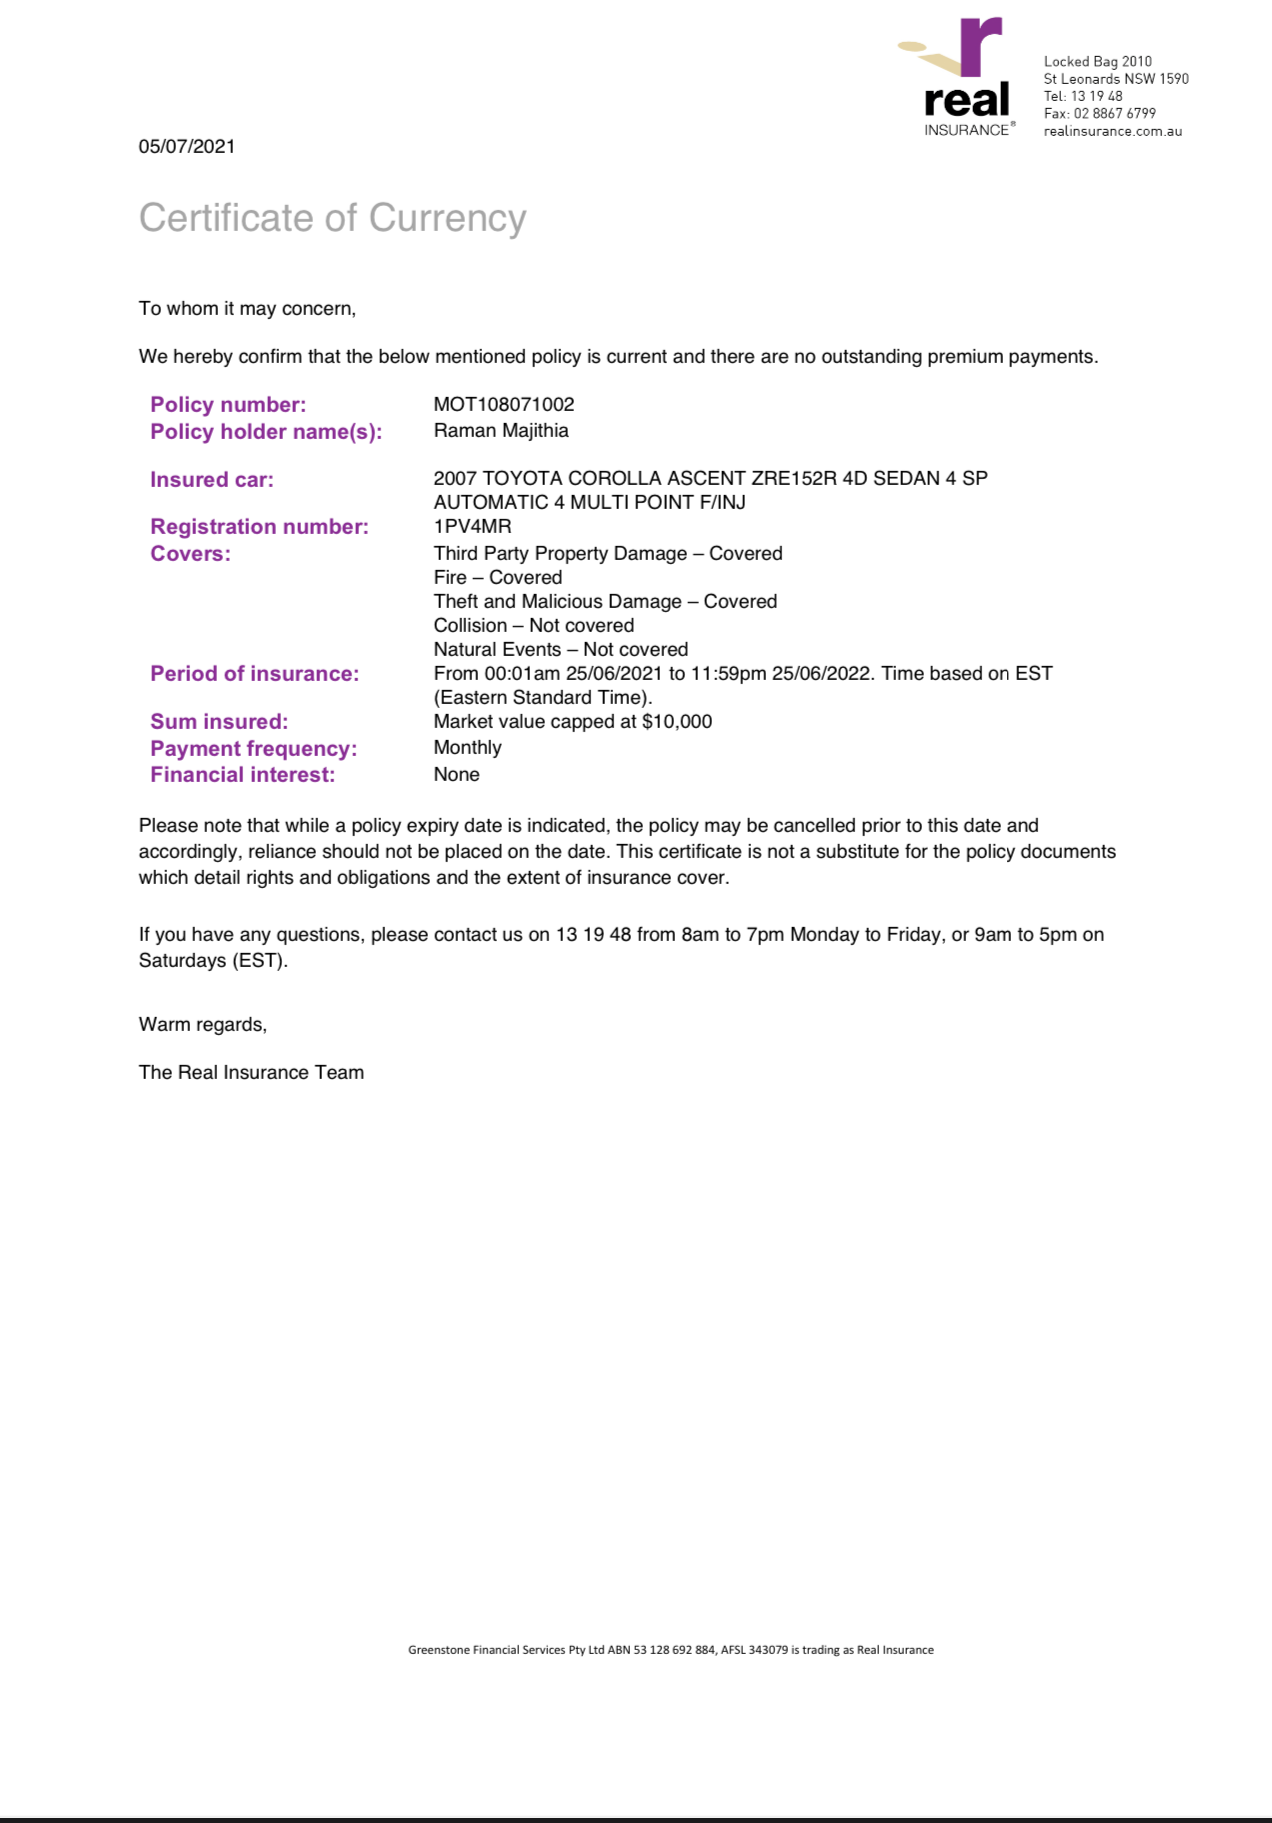 r
real
INSURANCE®
Locked Bag 2010
St Leonards NSW 1590
Tel: 13 19 48
Fax: 02 8867 6799
realinsurance.com.au
05/07/2021
Certificate of Currency
To whom it may concern,
We hereby confirm that the below mentioned policy is current and there are no outstanding premium payments.
Policy number: MOT108071002
Policy holder name(s): Raman Majithia
Insured car: 2007 TOYOTA COROLLA ASCENT ZRE152R 4D SEDAN 4 SP
AUTOMATIC 4 MULTI POINT F/INJ
Registration number: 1PV4MR
Covers: Third Party Property Damage – Covered
Fire – Covered
Theft and Malicious Damage – Covered
Collision – Not covered
Natural Events – Not covered
Period of insurance: From 00:01am 25/06/2021 to 11:59pm 25/06/2022. Time based on EST
(Eastern Standard Time).
Sum insured: Market value capped at $10,000
Payment frequency: Monthly
Financial interest: None
Please note that while a policy expiry date is indicated, the policy may be cancelled prior to this date and
accordingly, reliance should not be placed on the date. This certificate is not a substitute for the policy documents
which detail rights and obligations and the extent of insurance cover.
If you have any questions, please contact us on 13 19 48 from 8am to 7pm Monday to Friday, or 9am to 5pm on
Saturdays (EST).
Warm regards,
The Real Insurance Team
Greenstone Financial Services Pty Ltd ABN 53 128 692 884, AFSL 343079 is trading as Real Insurance